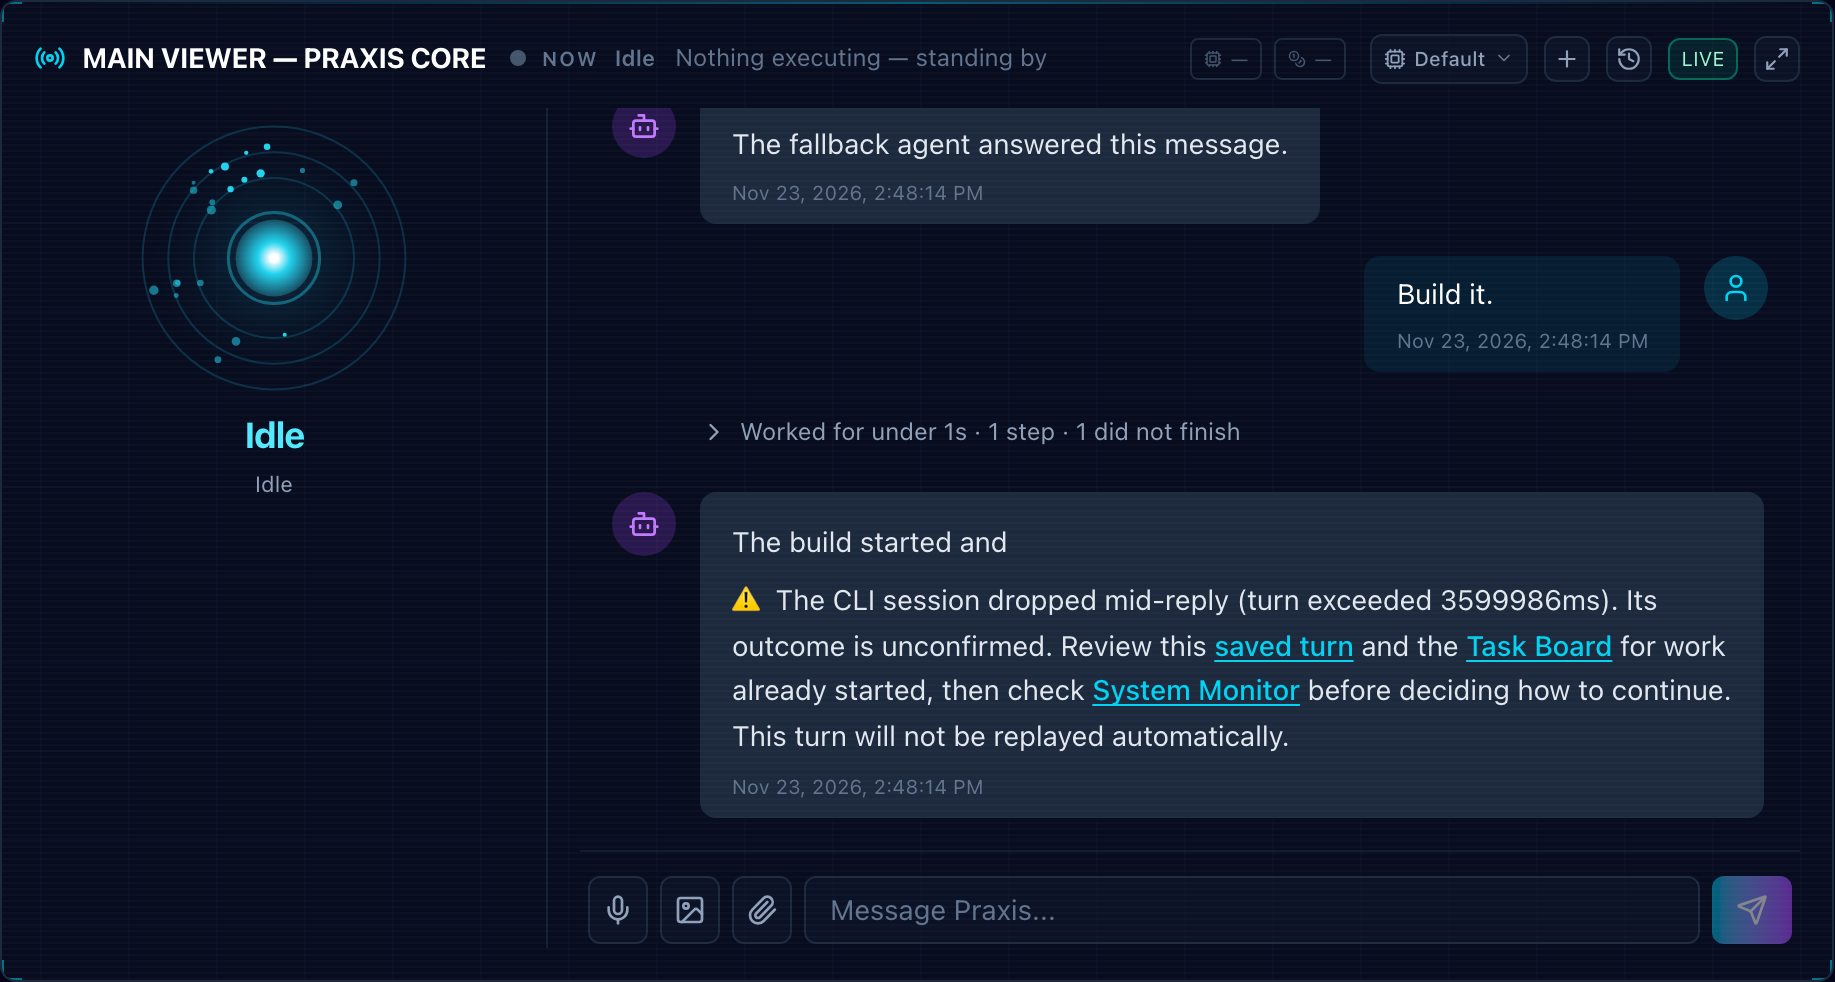 MAIN VIEWER — PRAXIS CORE NOW Idle Nothing executing — standing by — — Default LIVE
Idle
Idle
The fallback agent answered this message.
Nov 23, 2026, 2:48:14 PM
Build it.
Nov 23, 2026, 2:48:14 PM
Worked for under 1s · 1 step · 1 did not finish
The build started and
⚠️ The CLI session dropped mid-reply (turn exceeded 3599986ms). Its
outcome is unconfirmed. Review this saved turn and the Task Board for work
already started, then check System Monitor before deciding how to continue.
This turn will not be replayed automatically.
Nov 23, 2026, 2:48:14 PM
Message Praxis...